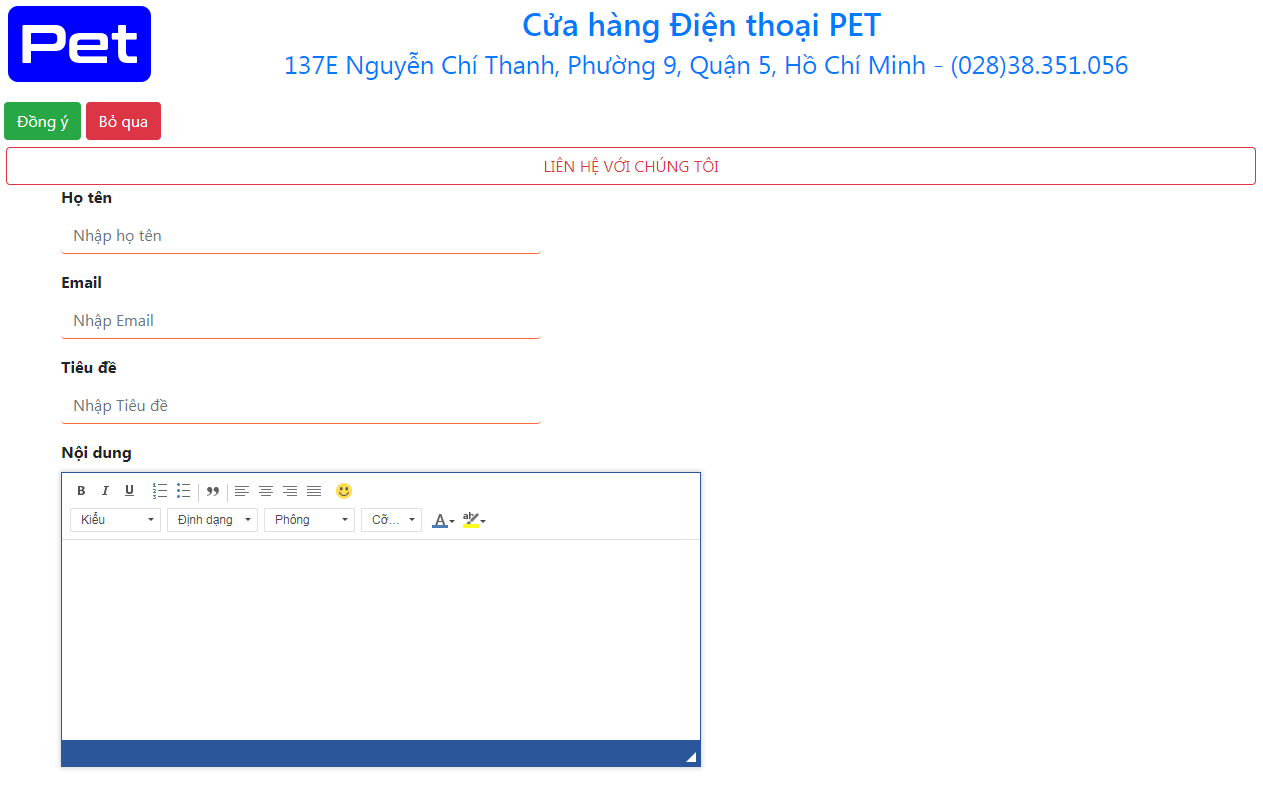 Pet
Cửa hàng Điện thoại PET
137E Nguyễn Chí Thanh, Phường 9, Quận 5, Hồ Chí Minh - (028)38.351.056
Đồng ý Bỏ qua
LIÊN HỆ VỚI CHÚNG TÔI
Họ tên
Nhập họ tên
Email
Nhập Email
Tiêu đề
Nhập Tiêu đề
Nội dung
B I U
Kiểu Định dạng Phông Cỡ... A ab